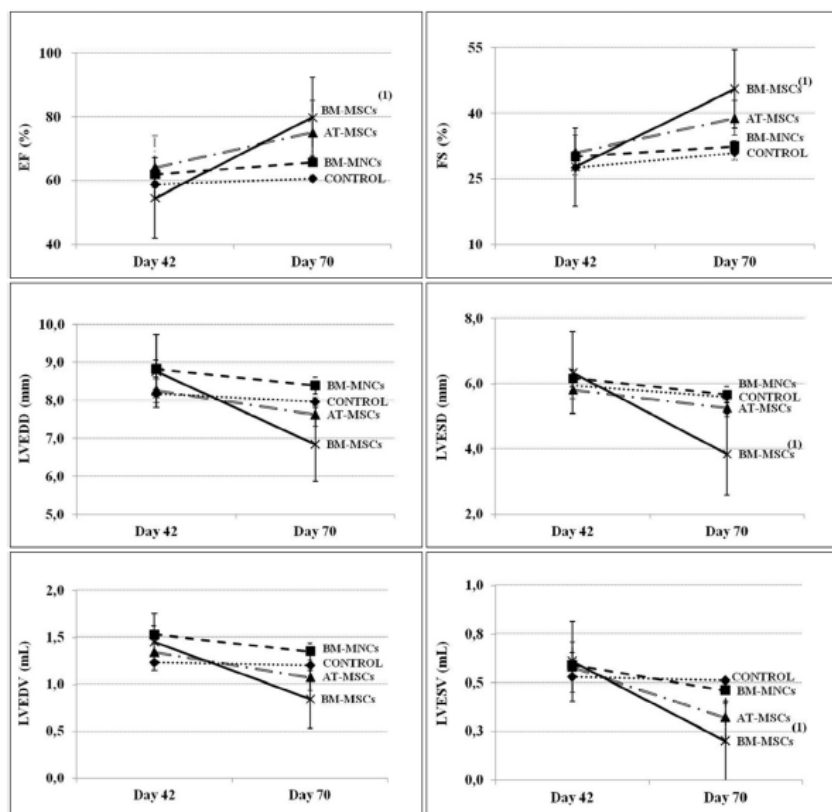 EF (%)
100
80
60
40
BM-MSCs (1)
AT-MSCs
BM-MNCs
CONTROL
Day 42 Day 70
FS (%)
55
40
25
10
BM-MSCs (1)
AT-MSCs
BM-MNCs
CONTROL
Day 42 Day 70
LVEDD (mm)
10,0
9,0
8,0
7,0
6,0
5,0
BM-MNCs
CONTROL
AT-MSCs
BM-MSCs
Day 42 Day 70
LVESD (mm)
8,0
6,0
4,0
2,0
BM-MNCs
CONTROL
AT-MSCs
BM-MSCs (1)
Day 42 Day 70
LVEDV (mL)
2,0
1,5
1,0
0,5
0,0
BM-MNCs
CONTROL
AT-MSCs
BM-MSCs
Day 42 Day 70
LVESV (mL)
1,0
0,8
0,5
0,3
0,0
CONTROL
BM-MNCs
AT-MSCs
BM-MSCs (1)
Day 42 Day 70